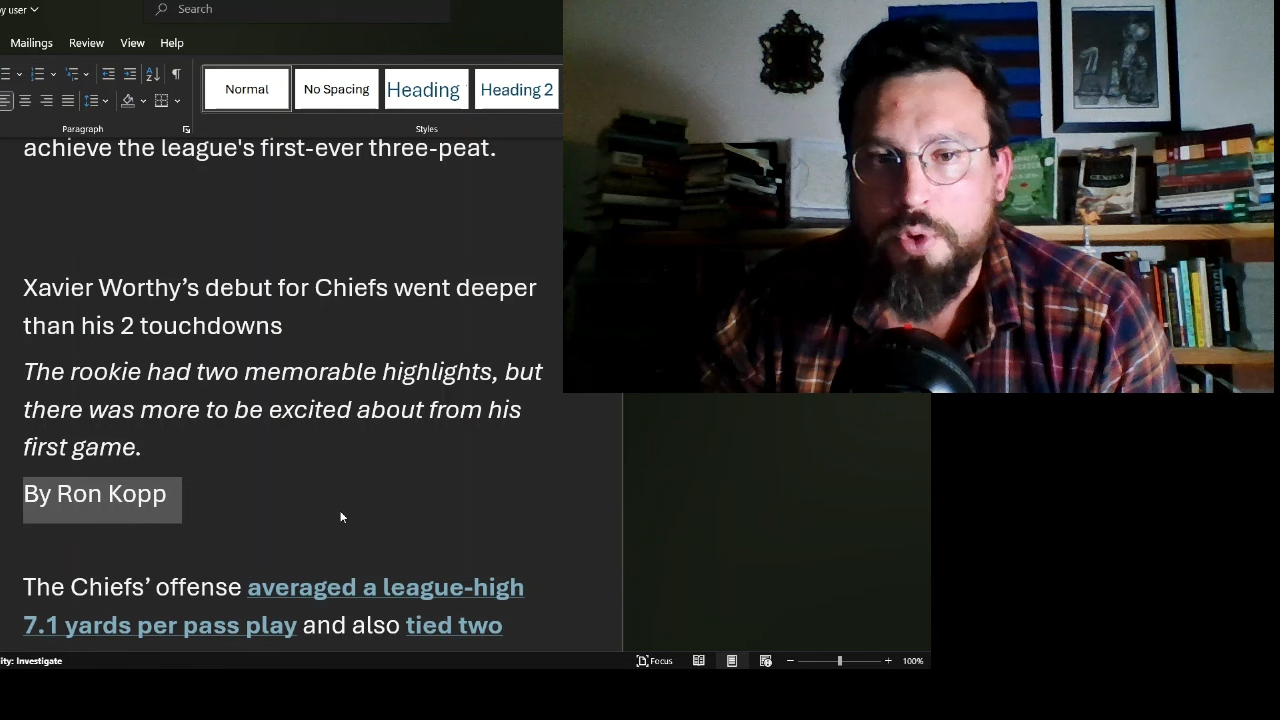 by user
Search
Mailings Review View Help
Normal No Spacing Heading Heading 2
Paragraph Styles
achieve the league's first-ever three-peat.
Xavier Worthy’s debut for Chiefs went deeper
than his 2 touchdowns
The rookie had two memorable highlights, but
there was more to be excited about from his
first game.
By Ron Kopp
The Chiefs’ offense averaged a league-high
7.1 yards per pass play and also tied two
ity: Investigate
Focus
100%